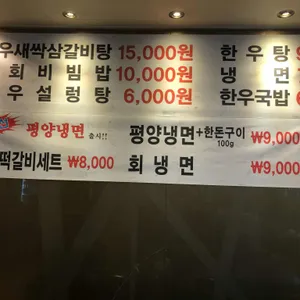 우새싹삼갈비탕 15,000원 한우탕
회비빔밥 10,000원 냉면
우설렁탕 6,000원 한우국밥
평양냉면 출시!! 평양냉면+한돈구이 100g ₩9,000
떡갈비세트 ₩8,000 회냉면 ₩9,000